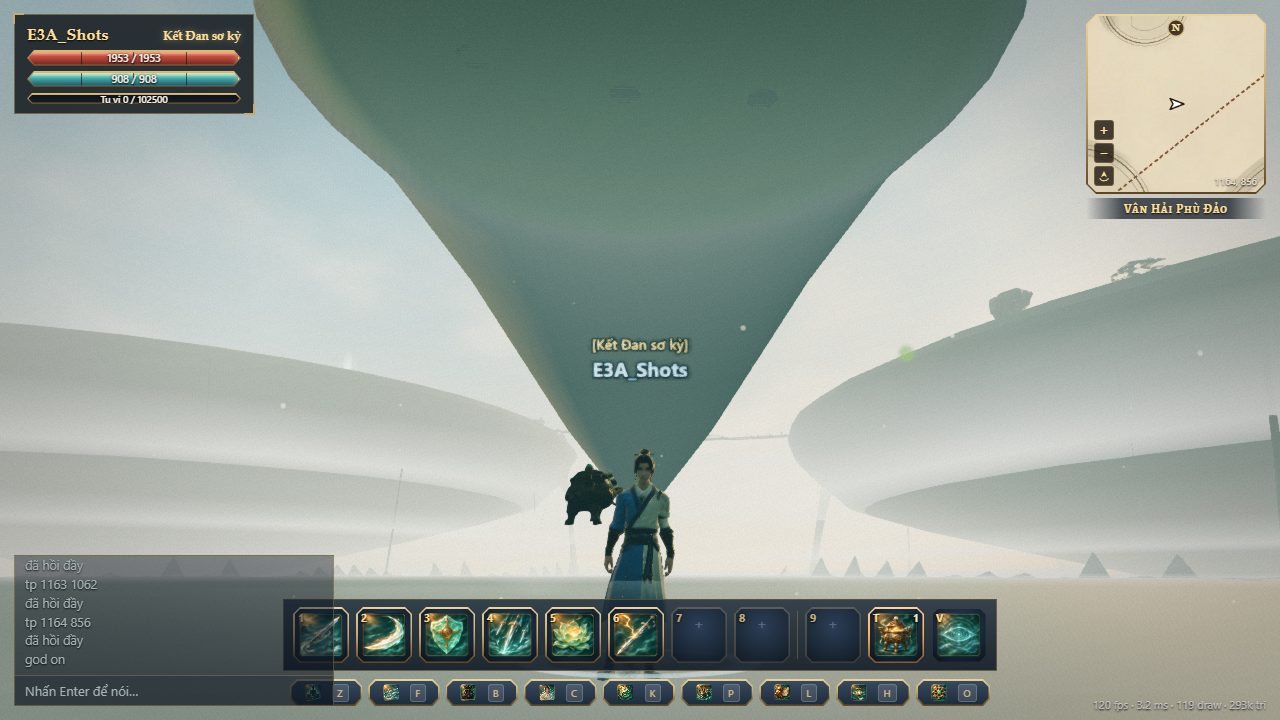 E3A_Shots
Kết Đan sơ kỳ
1953 / 1953
908 / 908
Tu vi 0 / 102500
N
+
−
1164, 856
Vân Hải Phù Đảo
[Kết Đan sơ kỳ]
E3A_Shots
đã hồi đầy
tp 1163 1062
đã hồi đầy
tp 1164 856
đã hồi đầy
god on
Nhấn Enter để nói...
1 2 3 4 5 6 7 + 8 + 9 + T 1 V
Z F B C K P L H O
120 fps · 3.2 ms · 119 draw · 293k tri